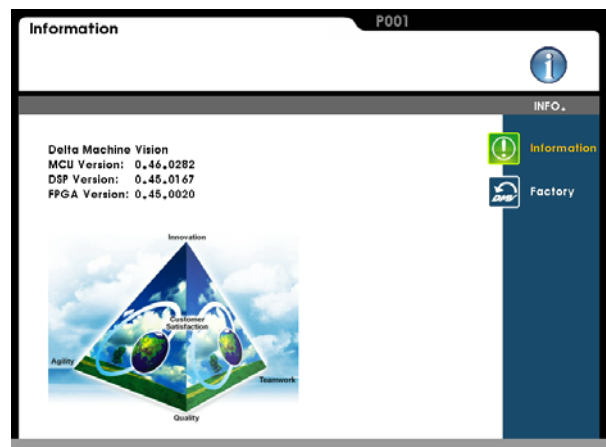 Information
P001
INFO.
Information
Factory
Delta Machine Vision
MCU Version: 0.46.0282
DSP Version: 0.45.0167
FPGA Version: 0.45.0020
Innovation
Customer
Satisfaction
Agility
Teamwork
Quality
DMV